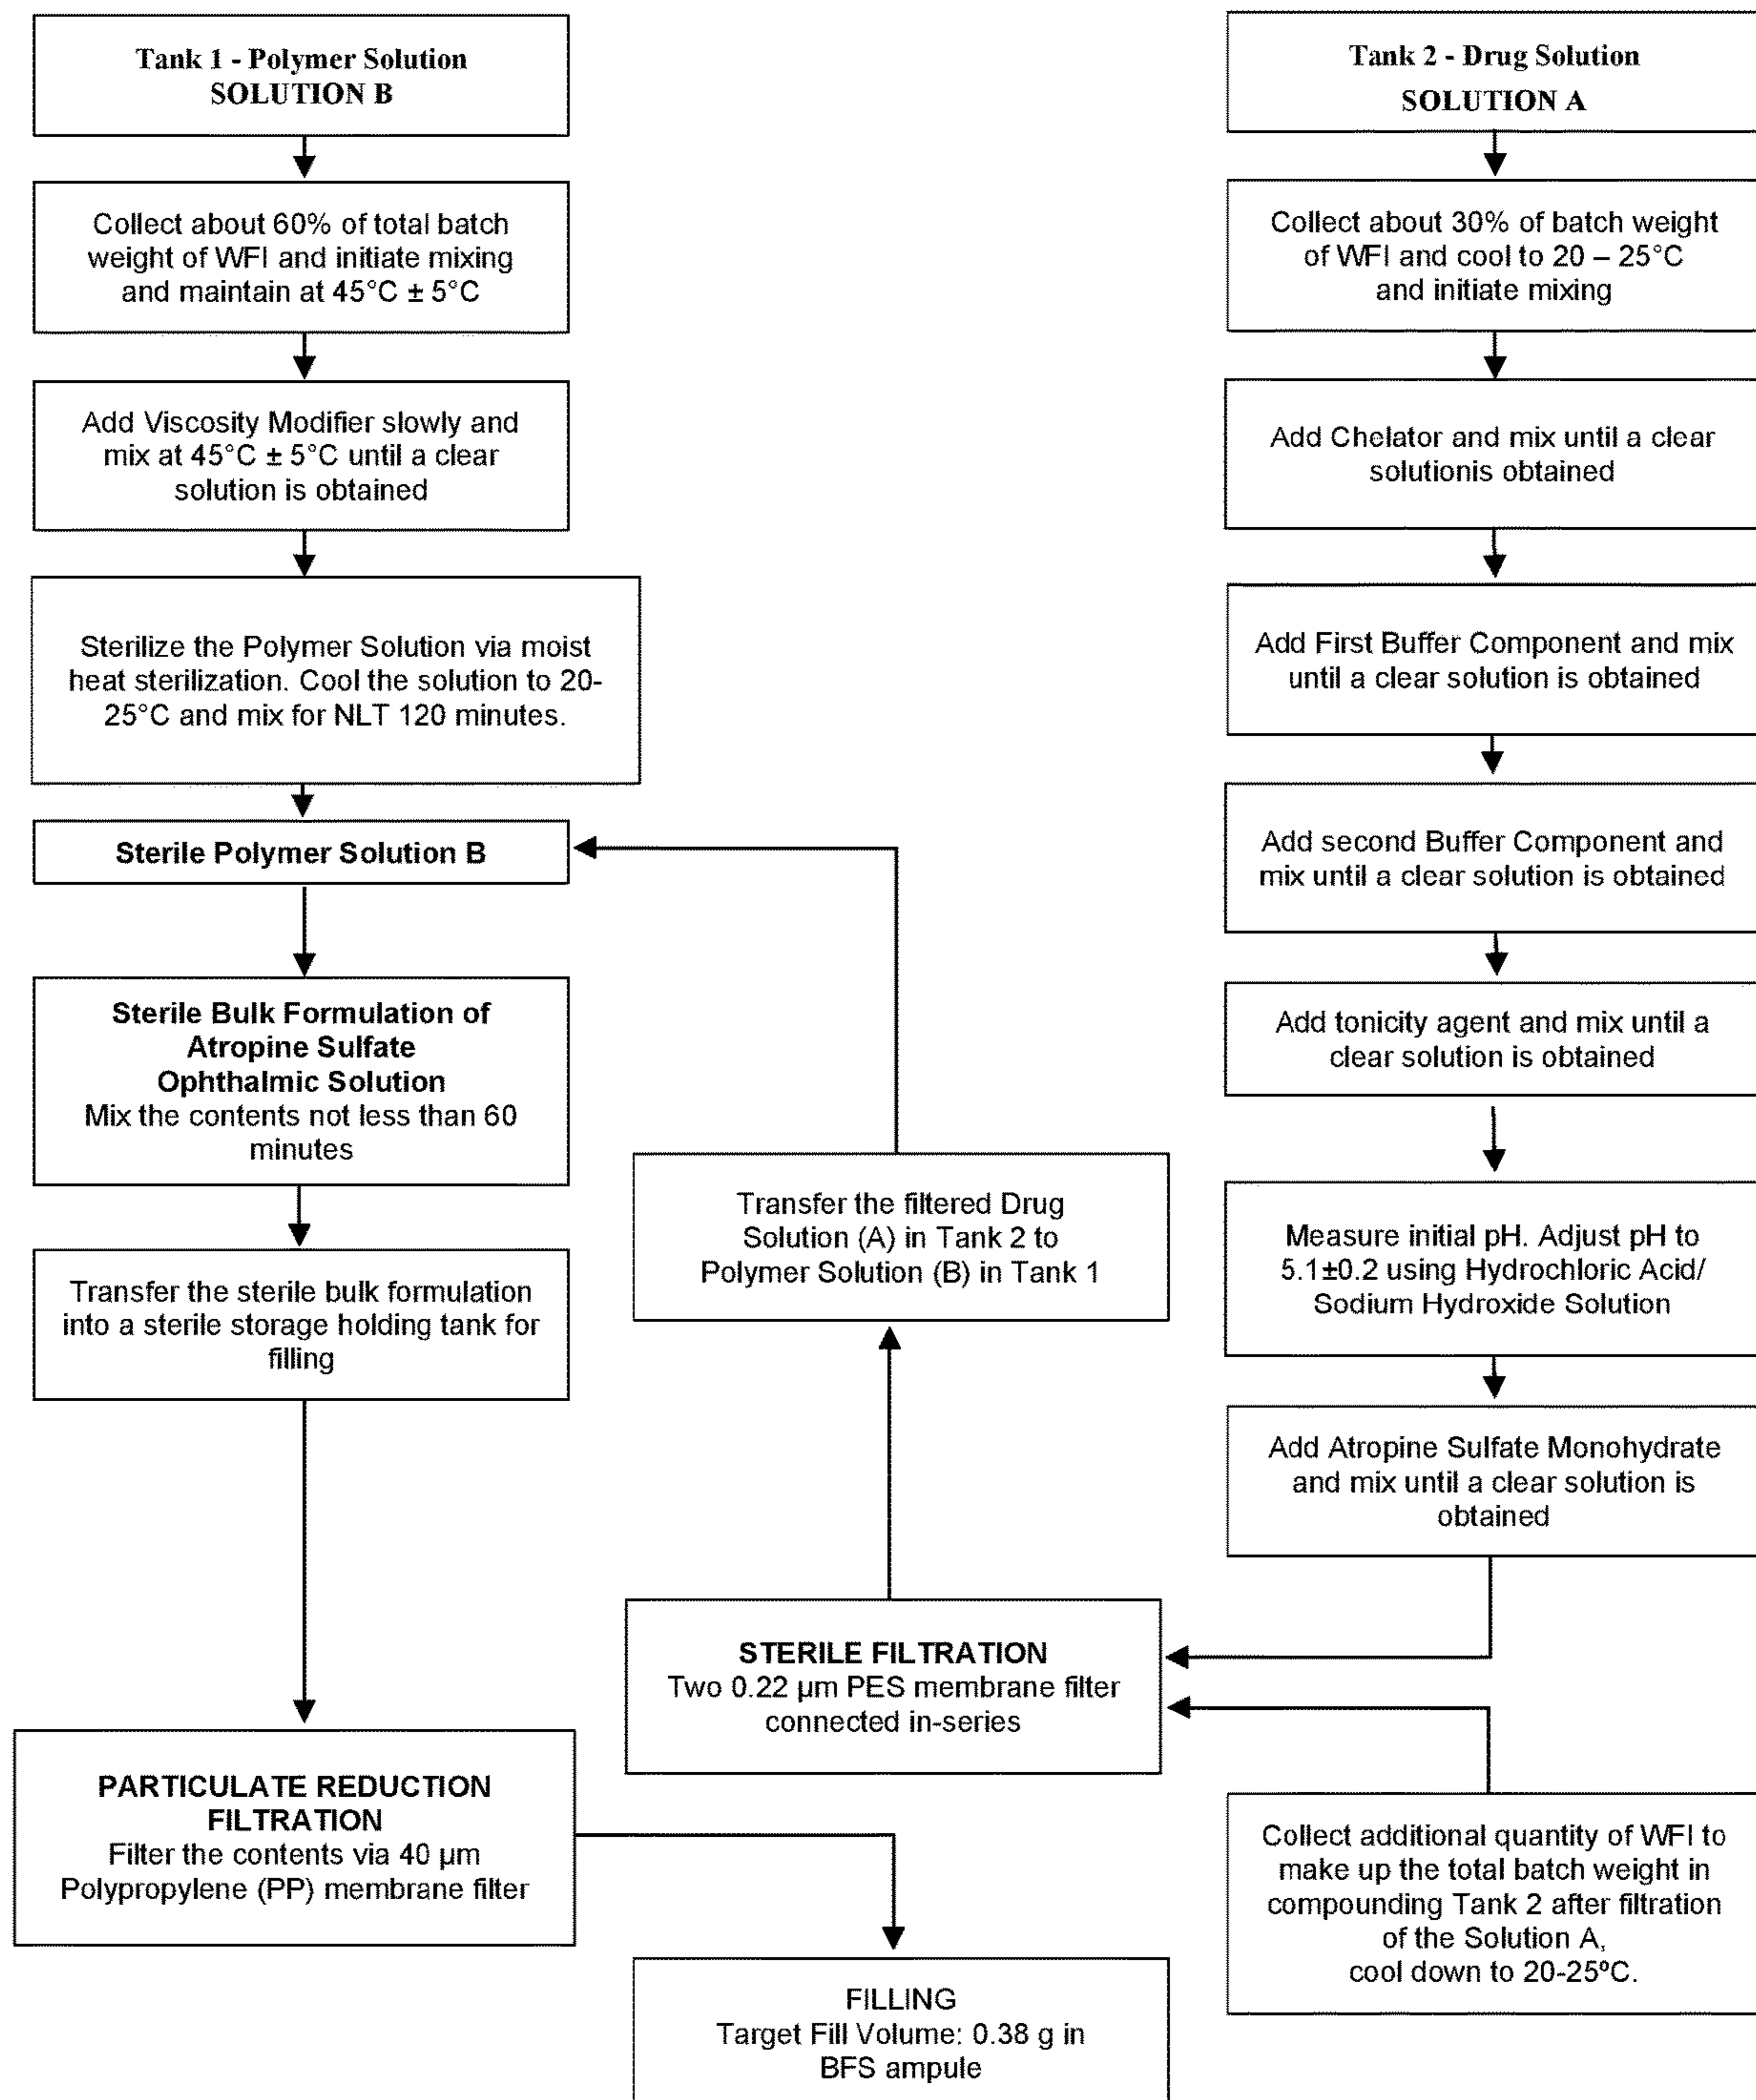 Tank 1 - Polymer Solution
SOLUTION B
Collect about 60% of total batch
weight of WFI and initiate mixing
and maintain at 45°C ± 5°C
Add Viscosity Modifier slowly and
mix at 45°C ± 5°C until a clear
solution is obtained
Sterilize the Polymer Solution via moist
heat sterilization. Cool the solution to 20-
25°C and mix for NLT 120 minutes.
Sterile Polymer Solution B
Sterile Bulk Formulation of
Atropine Sulfate
Ophthalmic Solution
Mix the contents not less than 60
minutes
Transfer the sterile bulk formulation
into a sterile storage holding tank for
filling
PARTICULATE REDUCTION
FILTRATION
Filter the contents via 40 µm
Polypropylene (PP) membrane filter
Tank 2 - Drug Solution
SOLUTION A
Collect about 30% of batch weight
of WFI and cool to 20 – 25°C
and initiate mixing
Add Chelator and mix until a clear
solutionis obtained
Add First Buffer Component and mix
until a clear solution is obtained
Add second Buffer Component and
mix until a clear solution is obtained
Add tonicity agent and mix until a
clear solution is obtained
Measure initial pH. Adjust pH to
5.1±0.2 using Hydrochloric Acid/
Sodium Hydroxide Solution
Add Atropine Sulfate Monohydrate
and mix until a clear solution is
obtained
Collect additional quantity of WFI to
make up the total batch weight in
compounding Tank 2 after filtration
of the Solution A,
cool down to 20-25ºC.
STERILE FILTRATION
Two 0.22 µm PES membrane filter
connected in-series
Transfer the filtered Drug
Solution (A) in Tank 2 to
Polymer Solution (B) in Tank 1
FILLING
Target Fill Volume: 0.38 g in
BFS ampule